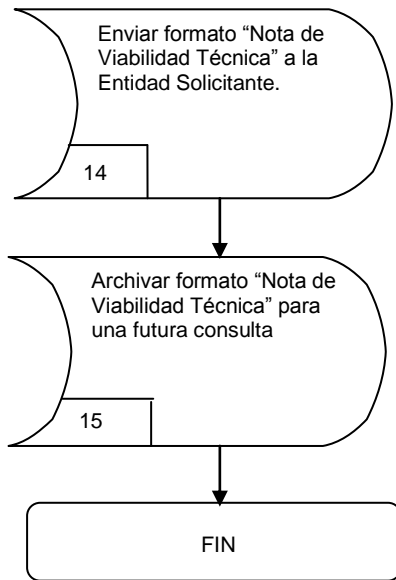 Enviar formato “Nota de
Viabilidad Técnica” a la
Entidad Solicitante.
14
Archivar formato “Nota de
Viabilidad Técnica” para
una futura consulta
15
FIN